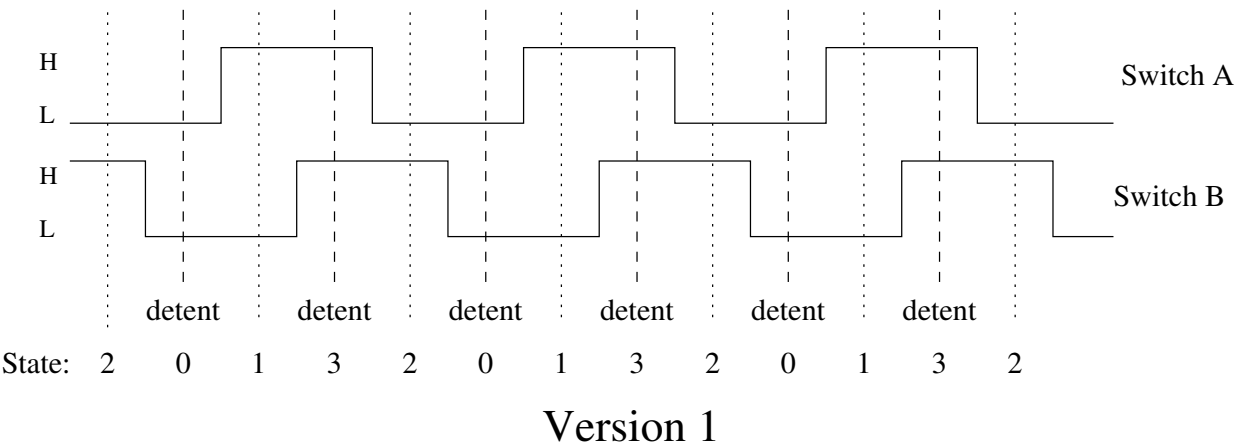 H
Switch A
L
H
Switch B
L
detent detent detent detent detent detent
State: 2 0 1 3 2 0 1 3 2 0 1 3 2
Version 1